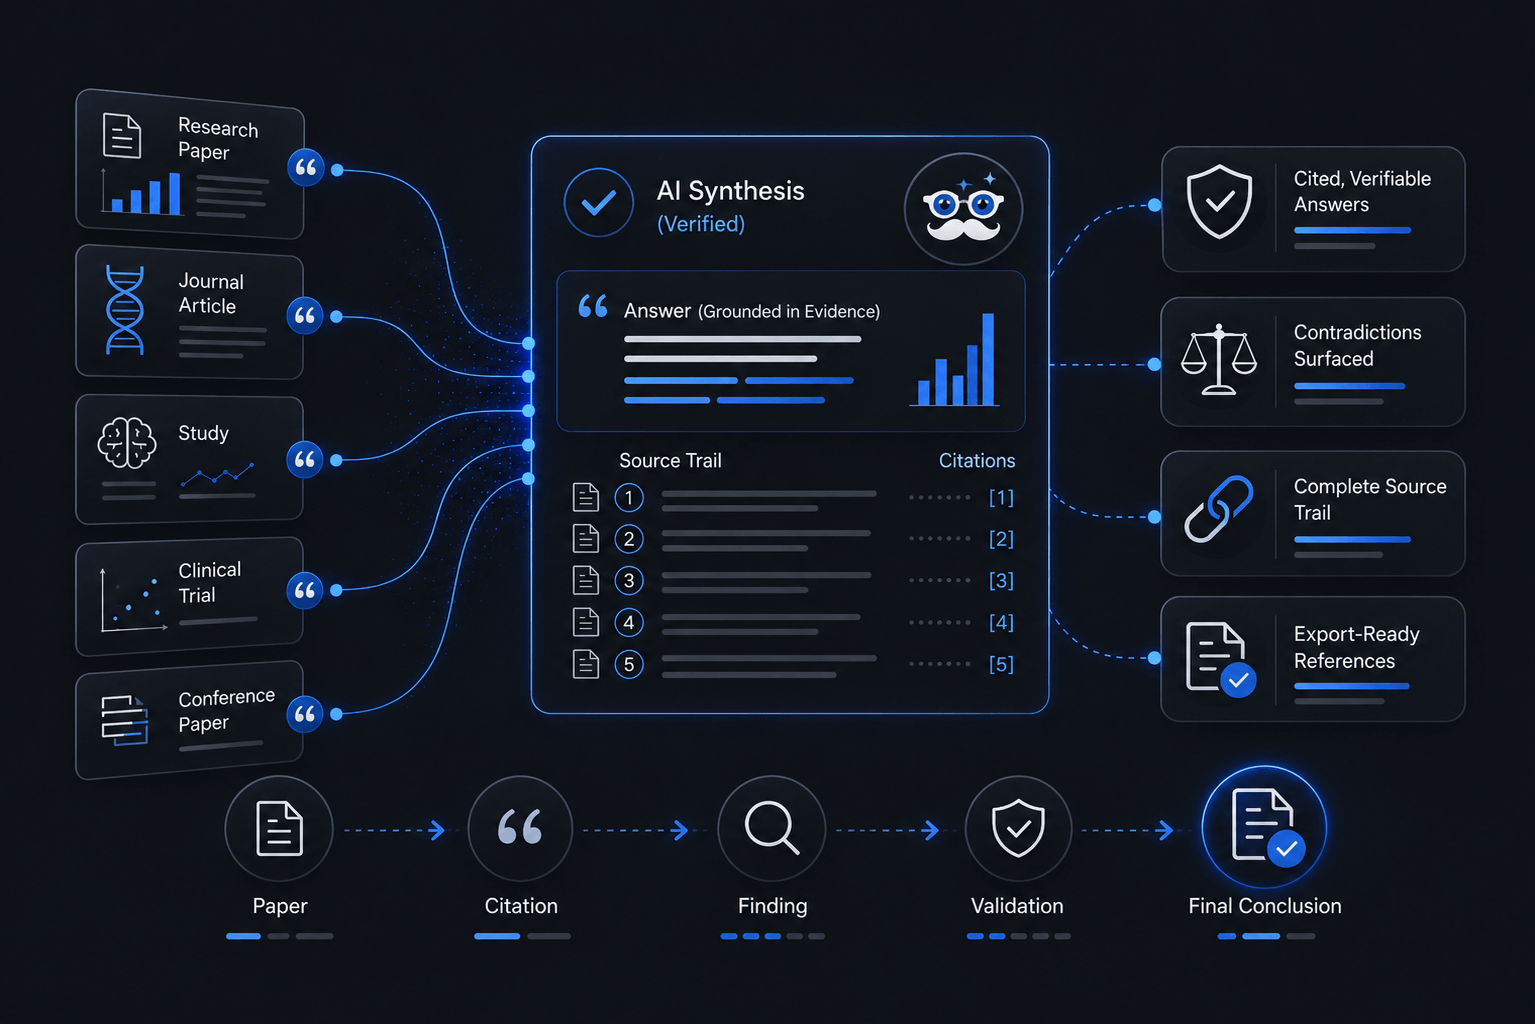 Research
Paper
Journal
Article
Study
Clinical
Trial
Conference
Paper
AI Synthesis
(Verified)
Answer (Grounded in Evidence)
Source Trail Citations
1 [1]
2 [2]
3 [3]
4 [4]
5 [5]
Cited, Verifiable
Answers
Contradictions
Surfaced
Complete Source
Trail
Export-Ready
References
Paper
Citation
Finding
Validation
Final Conclusion